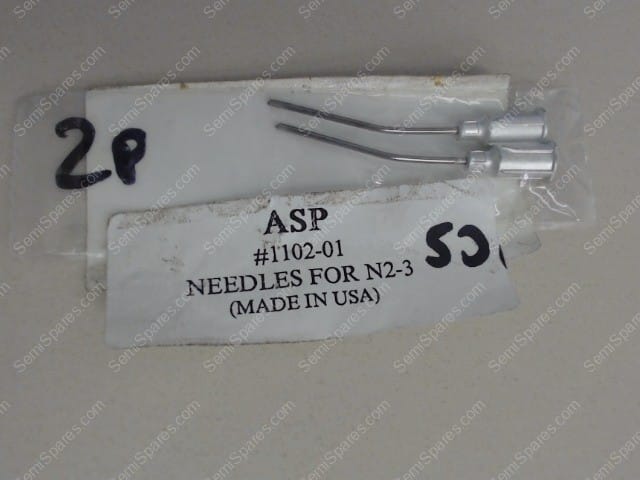 2P
ASP
#1102-01
NEEDLES FOR N2-3
(MADE IN USA)
SemiSpares.com